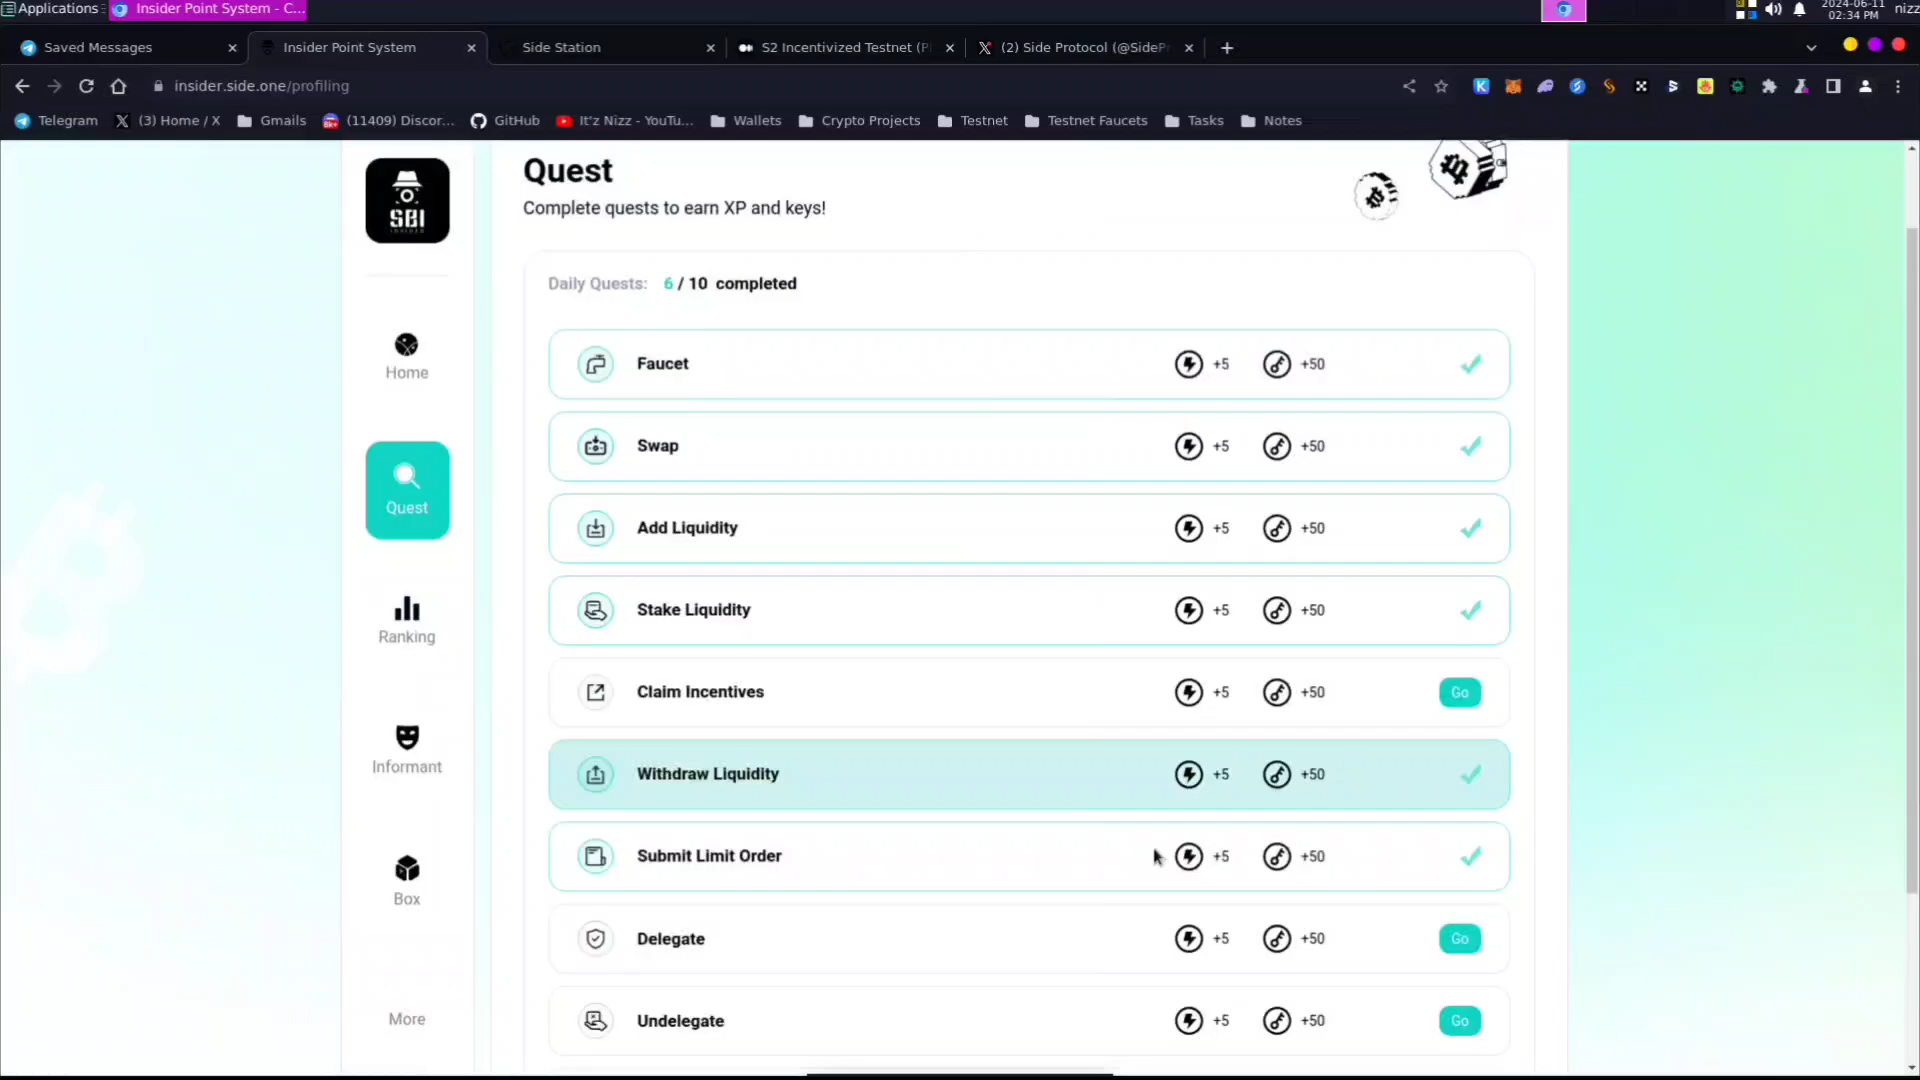 Applications
Insider Point System - C...
2024-06-11
02:34 PM
nizz
Saved Messages
Insider Point System
Side Station
S2 Incentivized Testnet (P
(2) Side Protocol (@SidePr
insider.side.one/profiling
Telegram
(3) Home / X
Gmails
(11409) Discor...
GitHub
It'z Nizz - YouTu...
Wallets
Crypto Projects
Testnet
Testnet Faucets
Tasks
Notes
SBI
INSIDER
Home
Quest
Ranking
Informant
Box
More
Quest
Complete quests to earn XP and keys!
Daily Quests: 6 / 10 completed
Faucet +5 +50
Swap +5 +50
Add Liquidity +5 +50
Stake Liquidity +5 +50
Claim Incentives +5 +50 Go
Withdraw Liquidity +5 +50
Submit Limit Order +5 +50
Delegate +5 +50 Go
Undelegate +5 +50 Go